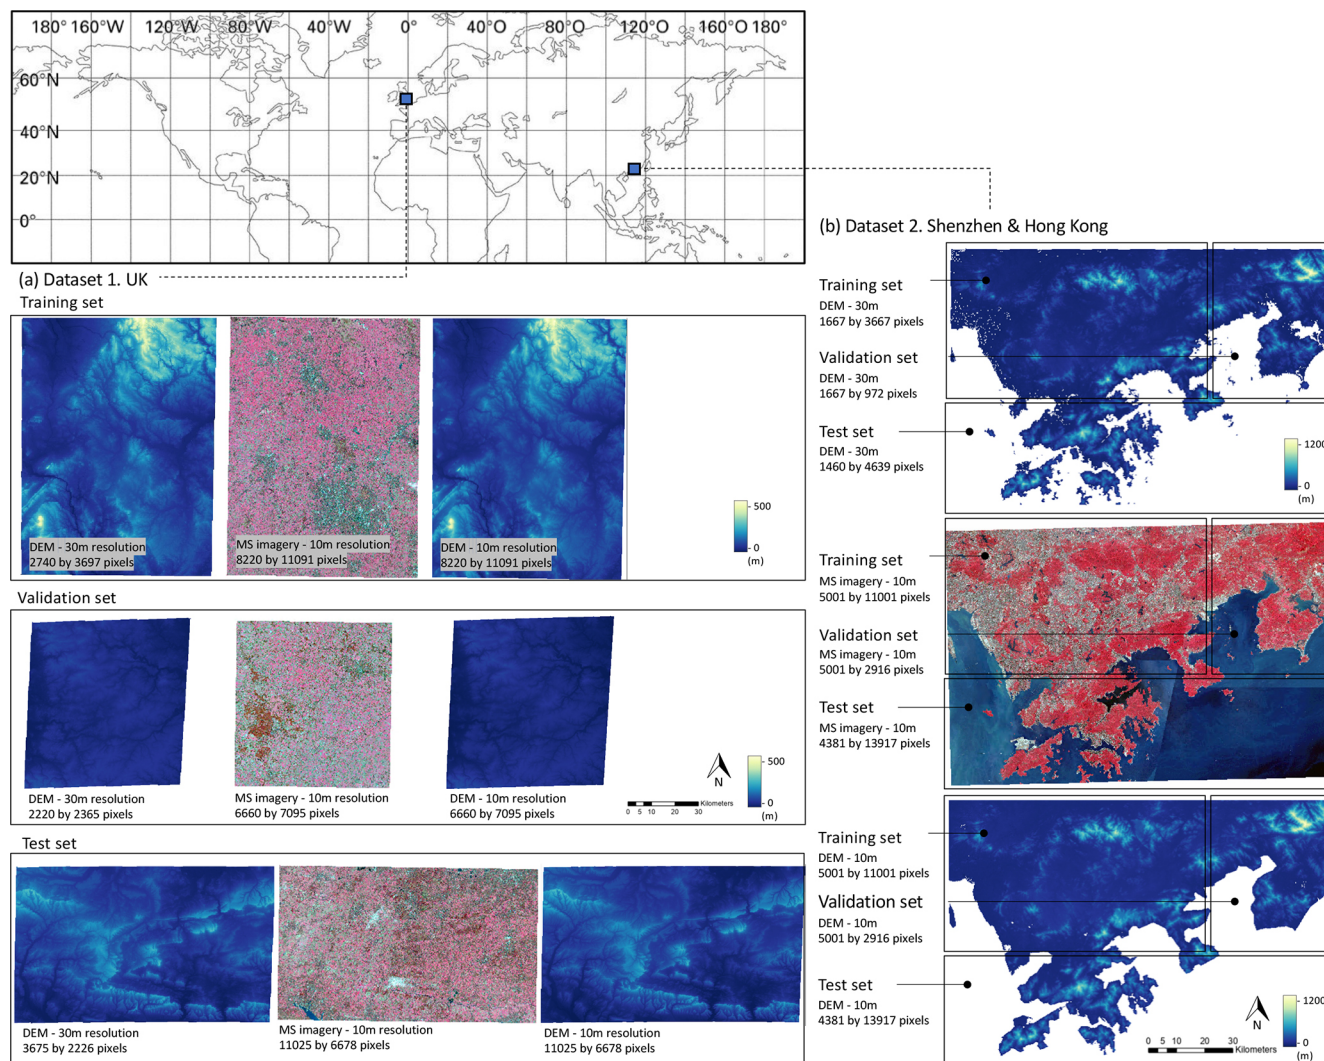 180° 160°W 120°W 80°W 40°W 0° 40°O 80°O 120°O 160° 180°
60°N
40°N
20°N
0°
(a) Dataset 1. UK
Training set
DEM - 30m resolution
2740 by 3697 pixels
MS imagery - 10m resolution
8220 by 11091 pixels
DEM - 10m resolution
8220 by 11091 pixels
500
0
(m)
Validation set
DEM - 30m resolution
2220 by 2365 pixels
MS imagery - 10m resolution
6660 by 7095 pixels
DEM - 10m resolution
6660 by 7095 pixels
N
0 5 10 20 30 Kilometers
500
0
(m)
Test set
DEM - 30m resolution
3675 by 2226 pixels
MS imagery - 10m resolution
11025 by 6678 pixels
DEM - 10m resolution
11025 by 6678 pixels
(b) Dataset 2. Shenzhen & Hong Kong
Training set
DEM - 30m
1667 by 3667 pixels
Validation set
DEM - 30m
1667 by 972 pixels
Test set
DEM - 30m
1460 by 4639 pixels
1200
0
(m)
Training set
MS imagery - 10m
5001 by 11001 pixels
Validation set
MS imagery - 10m
5001 by 2916 pixels
Test set
MS imagery - 10m
4381 by 13917 pixels
Training set
DEM - 10m
5001 by 11001 pixels
Validation set
DEM - 10m
5001 by 2916 pixels
Test set
DEM - 10m
4381 by 13917 pixels
N
0 5 10 20 30
Kilometers
1200
0
(m)